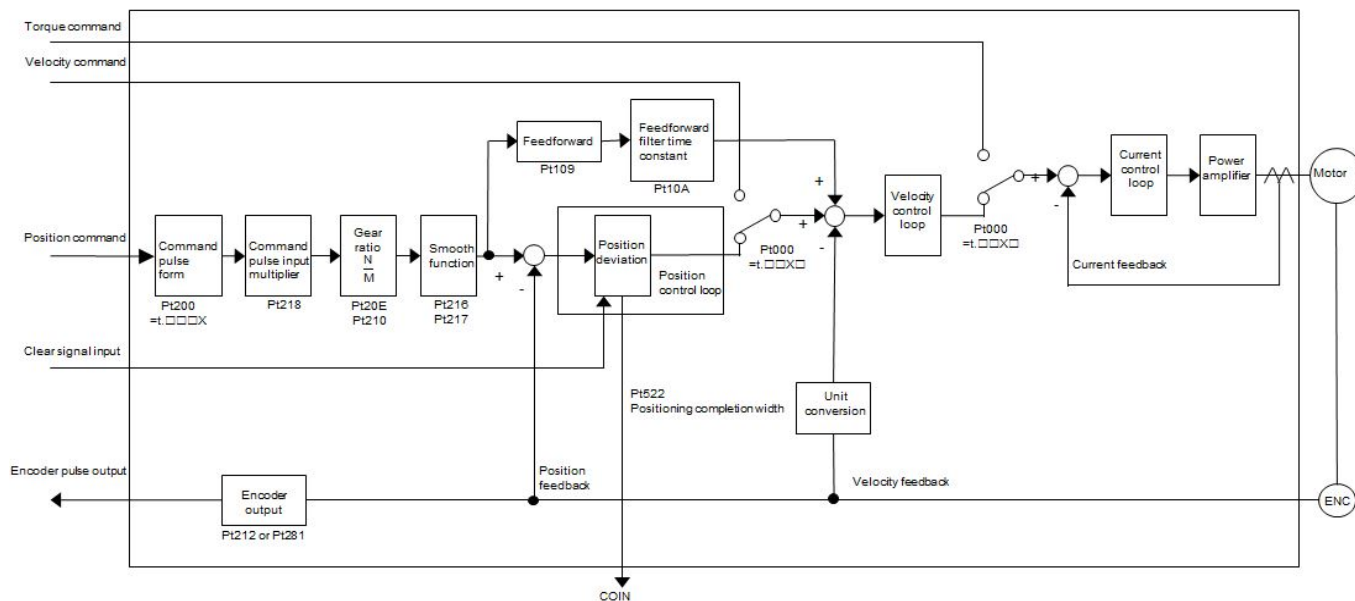 Torque command
Velocity command
Feedforward
Pt109
Feedforward
filter time
constant
Pt10A
Position command
Command
pulse
form
Pt200
=t.□□□X
Command
pulse input
multiplier
Pt218
Gear
ratio
N
M
Pt20E
Pt210
Smooth
function
Pt216
Pt217
+
-
Position
deviation
Position
control loop
Pt000
=t.□□X□
+
+
-
Velocity
control
loop
Pt000
=t.□□X□
+
-
Current
control
loop
Power
amplifier
Motor
Current feedback
Clear signal input
Pt522
Positioning completion width
Unit
conversion
Encoder pulse output
Encoder
output
Pt212 or Pt281
Position
feedback
Velocity feedback
ENC
COIN